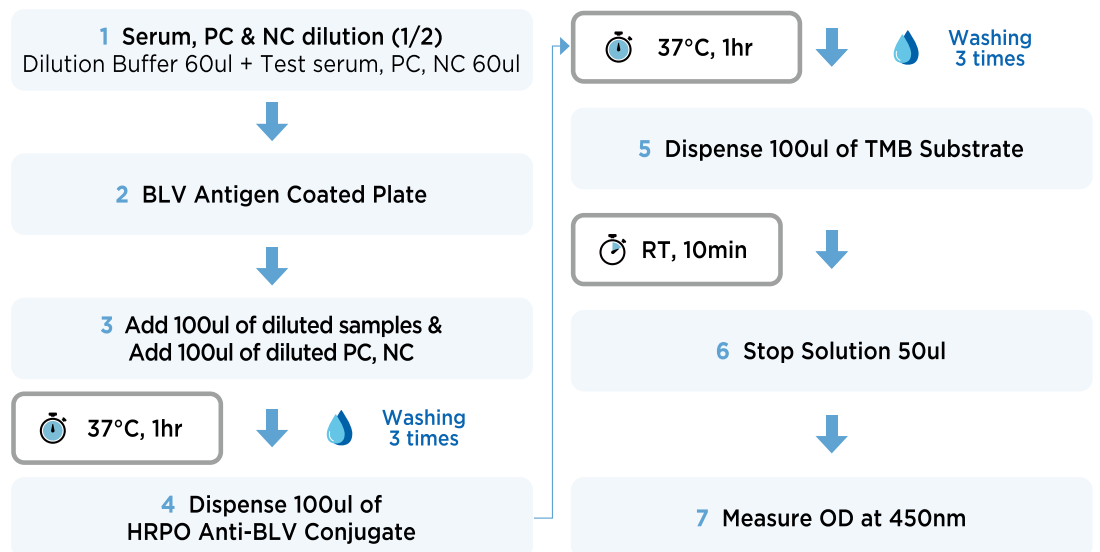 1 Serum, PC & NC dilution (1/2)
Dilution Buffer 60ul + Test serum, PC, NC 60ul
2 BLV Antigen Coated Plate
3 Add 100ul of diluted samples &
Add 100ul of diluted PC, NC
37°C, 1hr
Washing
3 times
4 Dispense 100ul of
HRPO Anti-BLV Conjugate
37°C, 1hr
Washing
3 times
5 Dispense 100ul of TMB Substrate
RT, 10min
6 Stop Solution 50ul
7 Measure OD at 450nm